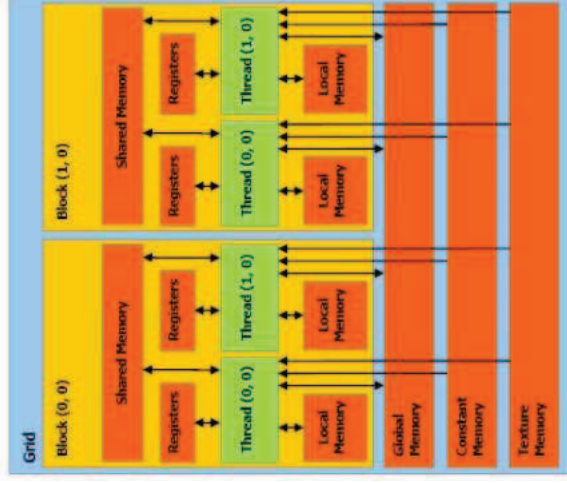 Grid
Block (0, 0)
Shared Memory
Registers
Registers
Thread (0, 0)
Thread (1, 0)
Local
Memory
Local
Memory
Block (1, 0)
Shared Memory
Registers
Registers
Thread (0, 0)
Thread (1, 0)
Local
Memory
Local
Memory
Global
Memory
Constant
Memory
Texture
Memory